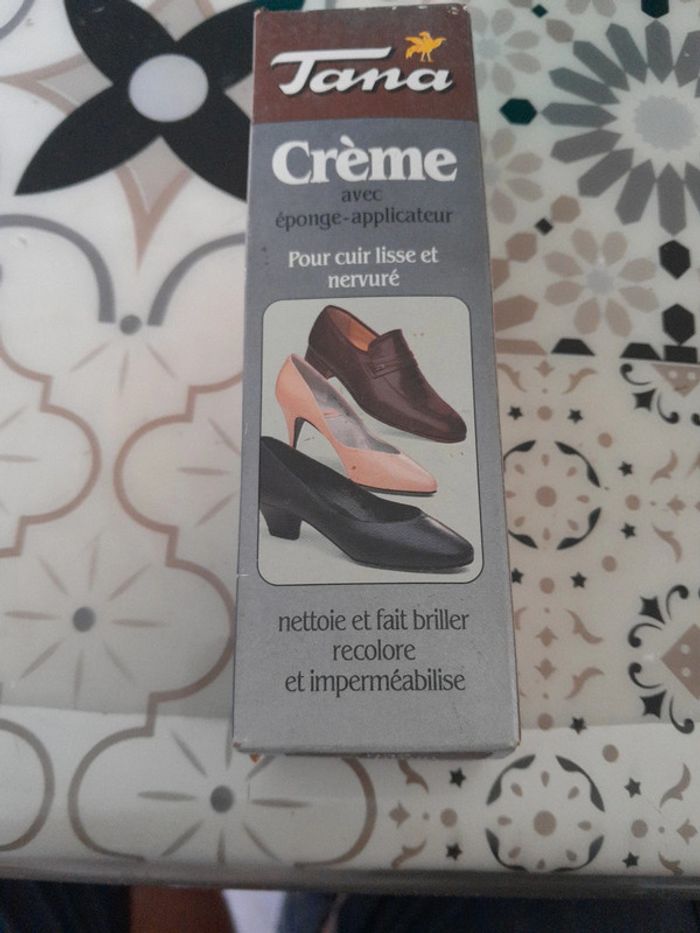 Tana
Crème
avec
éponge-applicateur
Pour cuir lisse et
nervuré
nettoie et fait briller
recolore
et imperméabilise